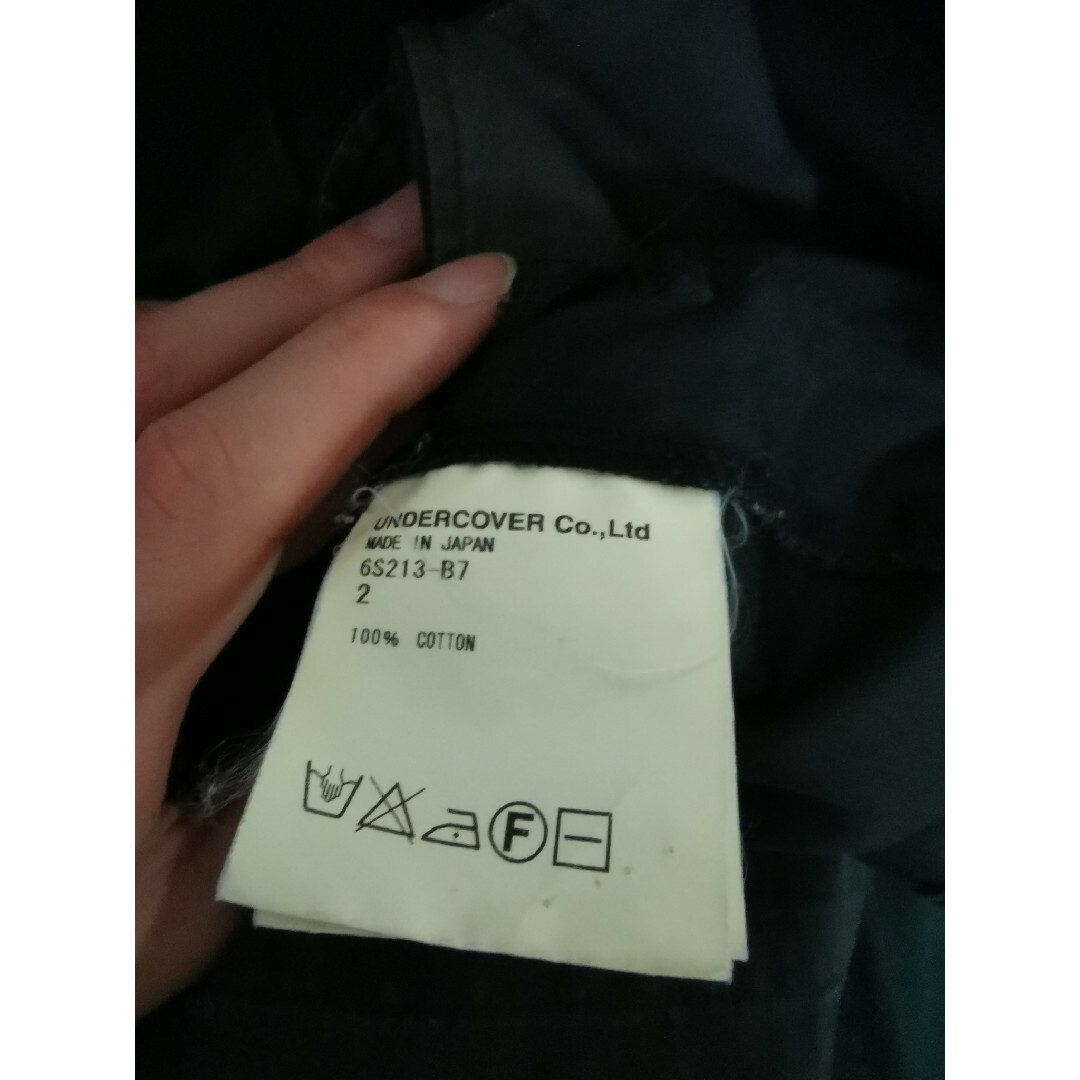 UNDERCOVER Co.,Ltd
MADE IN JAPAN
6S213-B7
2
100% COTTON
F